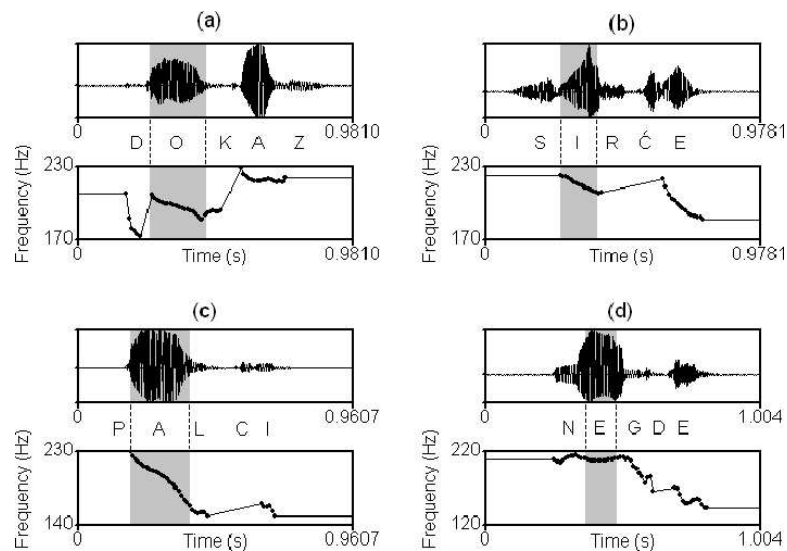 (a)
0 0.9810
D O K A Z
230
Frequency (Hz)
170
0 Time (s) 0.9810
(b)
0 0.9781
S I R Ć E
230
Frequency (Hz)
170
0 Time (s) 0.9781
(c)
0 0.9607
P A L C I
230
Frequency (Hz)
140
0 Time (s) 0.9607
(d)
0 1.004
N E G D E
220
Frequency (Hz)
120
0 Time (s) 1.004